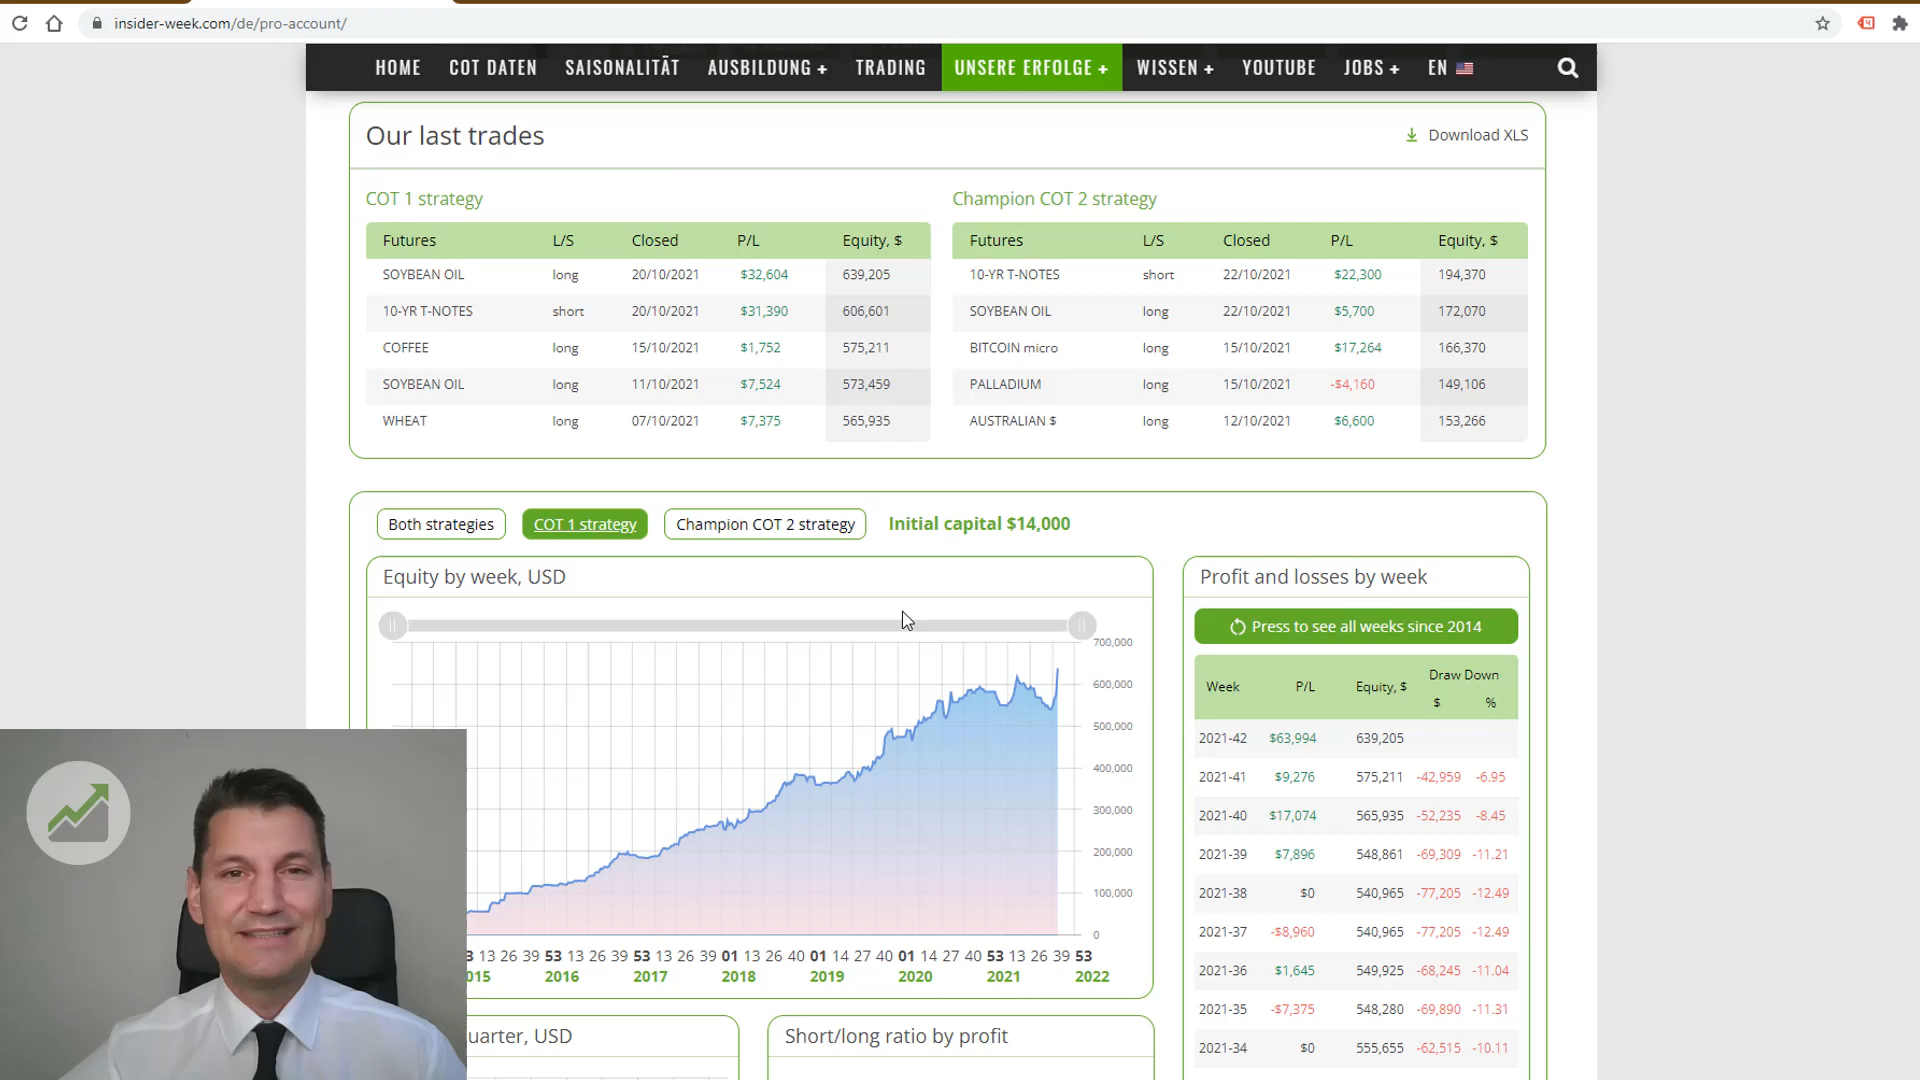 insider-week.com/de/pro-account/
HOME COT DATEN SAISONALITÄT AUSBILDUNG + TRADING UNSERE ERFOLGE + WISSEN + YOUTUBE JOBS + EN
Our last trades
Download XLS
COT 1 strategy
Futures L/S Closed P/L Equity, $
SOYBEAN OIL long 20/10/2021 $32,604 639,205
10-YR T-NOTES short 20/10/2021 $31,390 606,601
COFFEE long 15/10/2021 $1,752 575,211
SOYBEAN OIL long 11/10/2021 $7,524 573,459
WHEAT long 07/10/2021 $7,375 565,935
Champion COT 2 strategy
Futures L/S Closed P/L Equity, $
10-YR T-NOTES short 22/10/2021 $22,300 194,370
SOYBEAN OIL long 22/10/2021 $5,700 172,070
BITCOIN micro long 15/10/2021 $17,264 166,370
PALLADIUM long 15/10/2021 -$4,160 149,106
AUSTRALIAN $ long 12/10/2021 $6,600 153,266
Both strategies COT 1 strategy Champion COT 2 strategy Initial capital $14,000
Equity by week, USD
700,000
600,000
500,000
400,000
300,000
200,000
100,000
0
3 13 26 39 53 13 26 39 53 13 26 39 01 13 26 40 01 14 27 40 01 14 27 40 53 13 26 39 53
015 2016 2017 2018 2019 2020 2021 2022
Profit and losses by week
Press to see all weeks since 2014
Week P/L Equity, $ Draw Down
$ %
2021-42 $63,994 639,205
2021-41 $9,276 575,211 -42,959 -6.95
2021-40 $17,074 565,935 -52,235 -8.45
2021-39 $7,896 548,861 -69,309 -11.21
2021-38 $0 540,965 -77,205 -12.49
2021-37 -$8,960 540,965 -77,205 -12.49
2021-36 $1,645 549,925 -68,245 -11.04
2021-35 -$7,375 548,280 -69,890 -11.31
2021-34 $0 555,655 -62,515 -10.11
uarter, USD
Short/long ratio by profit